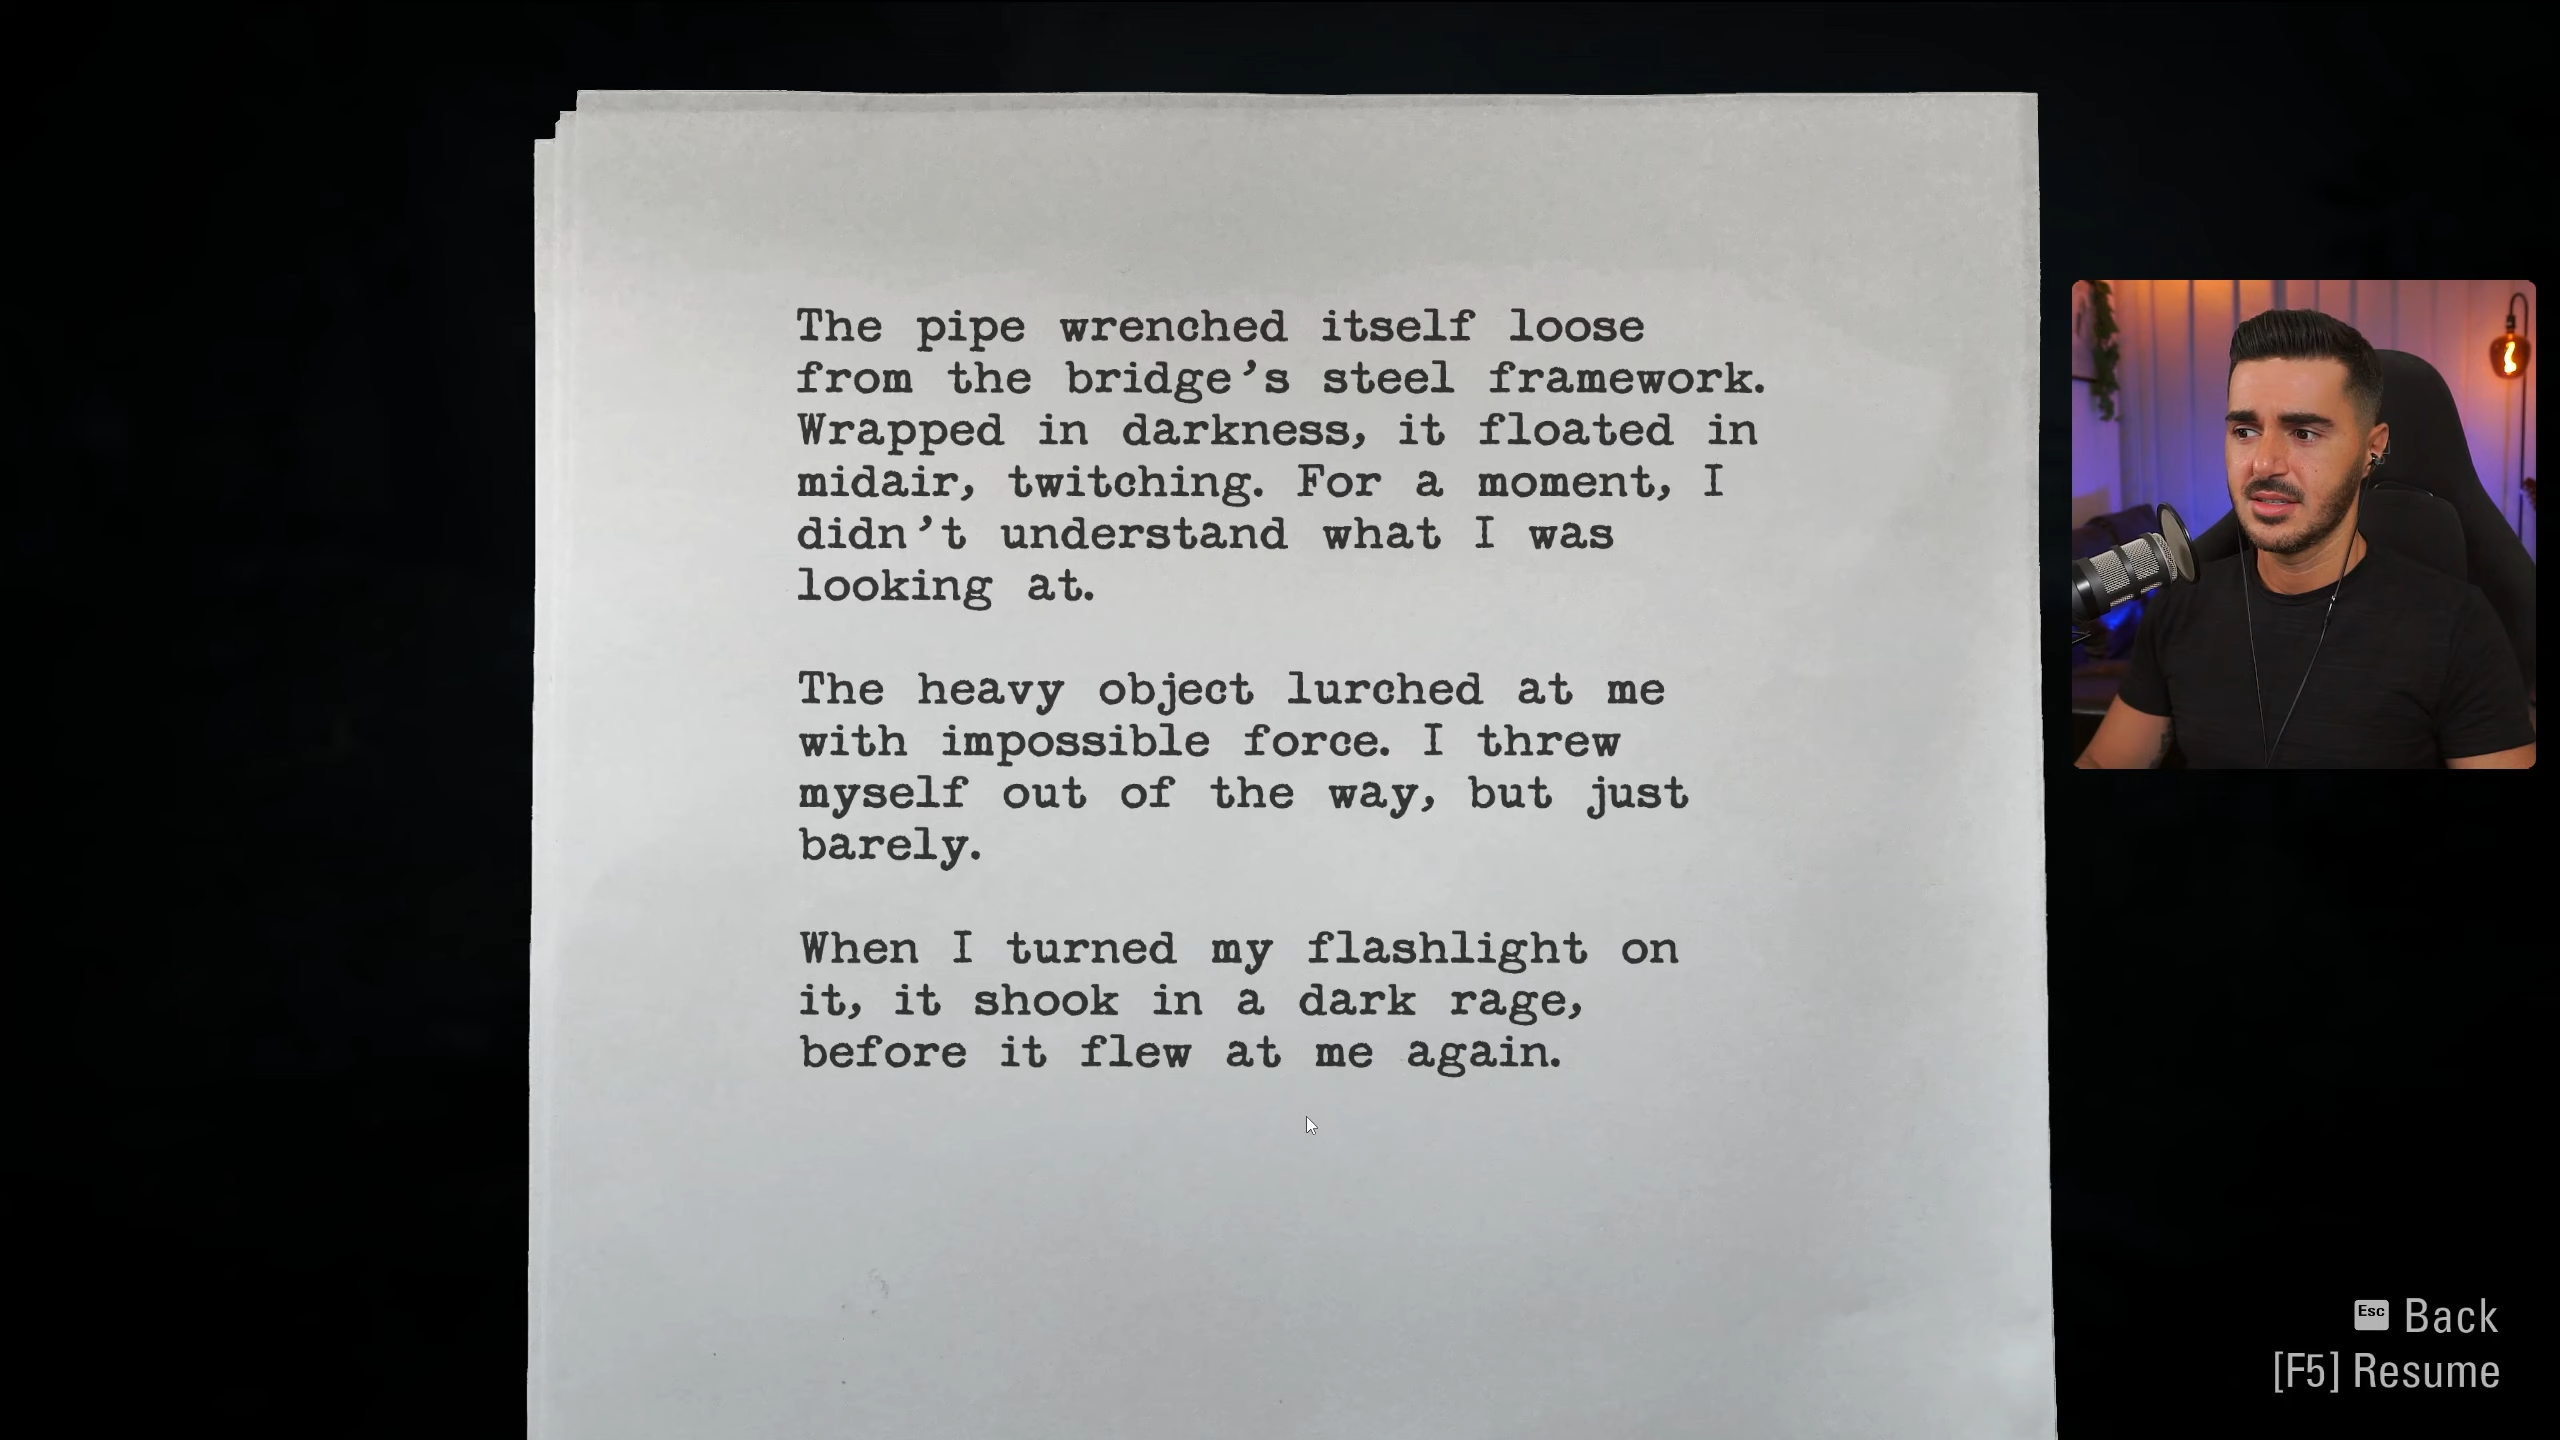 The pipe wrenched itself loose
from the bridge’s steel framework.
Wrapped in darkness, it floated in
midair, twitching. For a moment, I
didn’t understand what I was
looking at.
The heavy object lurched at me
with impossible force. I threw
myself out of the way, but just
barely.
When I turned my flashlight on
it, it shook in a dark rage,
before it flew at me again.
Esc Back
[F5] Resume